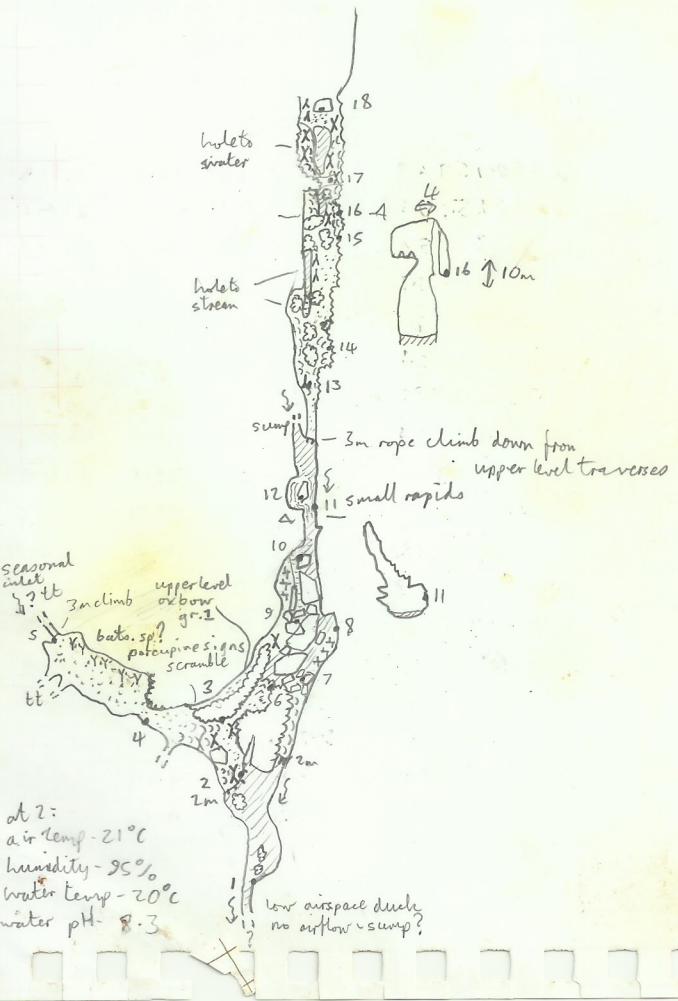 18
hole to
water
17
4
16 A
15
16 10m
hole to
stream
14
13
sump
3m rope climb down from
upper level traverses
12
11 small rapids
A
10
seasonal
inlet
? tt
3m climb
upper level
oxbow
gr.1
11
5
bats. sp?
porcupine signs
scramble
9
8
tt
3
7
6
4
2
2m
2m
at 2:
air temp - 21°C
humidity - 95%
water temp - 20°C
water pH - 8.3
1
low airspace duck
no airflow - sump?
?